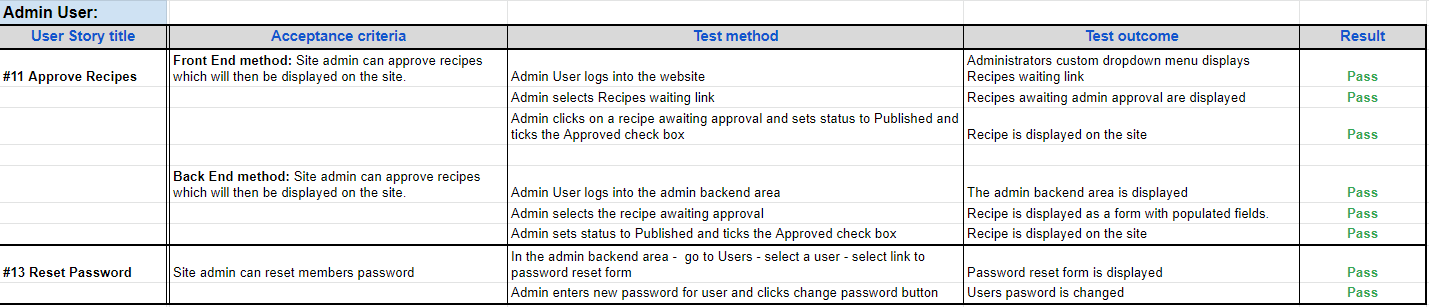 Admin User:
User Story title Acceptance criteria Test method Test outcome Result
Front End method: Site admin can approve recipes Administrators custom dropdown menu displays
#11 Approve Recipes which will then be displayed on the site. Admin User logs into the website Recipes waiting link Pass
Admin selects Recipes waiting link Recipes awaiting admin approval are displayed Pass
Admin clicks on a recipe awaiting approval and sets status to Published and
ticks the Approved check box Recipe is displayed on the site Pass
Back End method: Site admin can approve recipes
which will then be displayed on the site. Admin User logs into the admin backend area The admin backend area is displayed Pass
Admin selects the recipe awaiting approval Recipe is displayed as a form with populated fields. Pass
Admin sets status to Published and ticks the Approved check box Recipe is displayed on the site Pass
In the admin backend area - go to Users - select a user - select link to
#13 Reset Password Site admin can reset members password password reset form Password reset form is displayed Pass
Admin enters new password for user and clicks change password button Users pasword is changed Pass